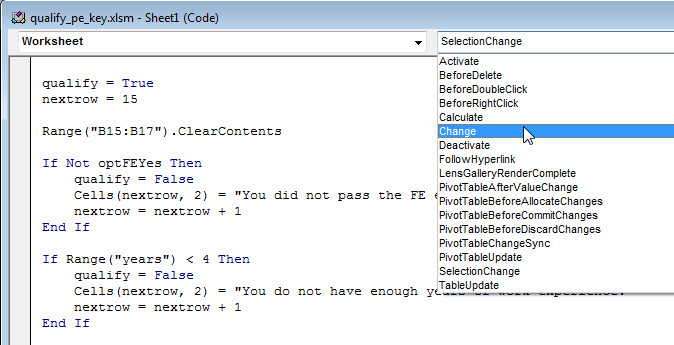 qualify_pe_key.xlsm - Sheet1 (Code)
Worksheet
SelectionChange
qualify = True
nextrow = 15
Range("B15:B17").ClearContents
If Not optFEYes Then
qualify = False
Cells(nextrow, 2) = "You did not pass the FE
nextrow = nextrow + 1
End If
If Range("years") < 4 Then
qualify = False
Cells(nextrow, 2) = "You do not have enough
nextrow = nextrow + 1
End If
Activate
BeforeDelete
BeforeDoubleClick
BeforeRightClick
Calculate
Change
Deactivate
FollowHyperlink
LensGalleryRenderComplete
PivotTableAfterValueChange
PivotTableBeforeAllocateChanges
PivotTableBeforeCommitChanges
PivotTableBeforeDiscardChanges
PivotTableChangeSync
PivotTableUpdate
SelectionChange
TableUpdate